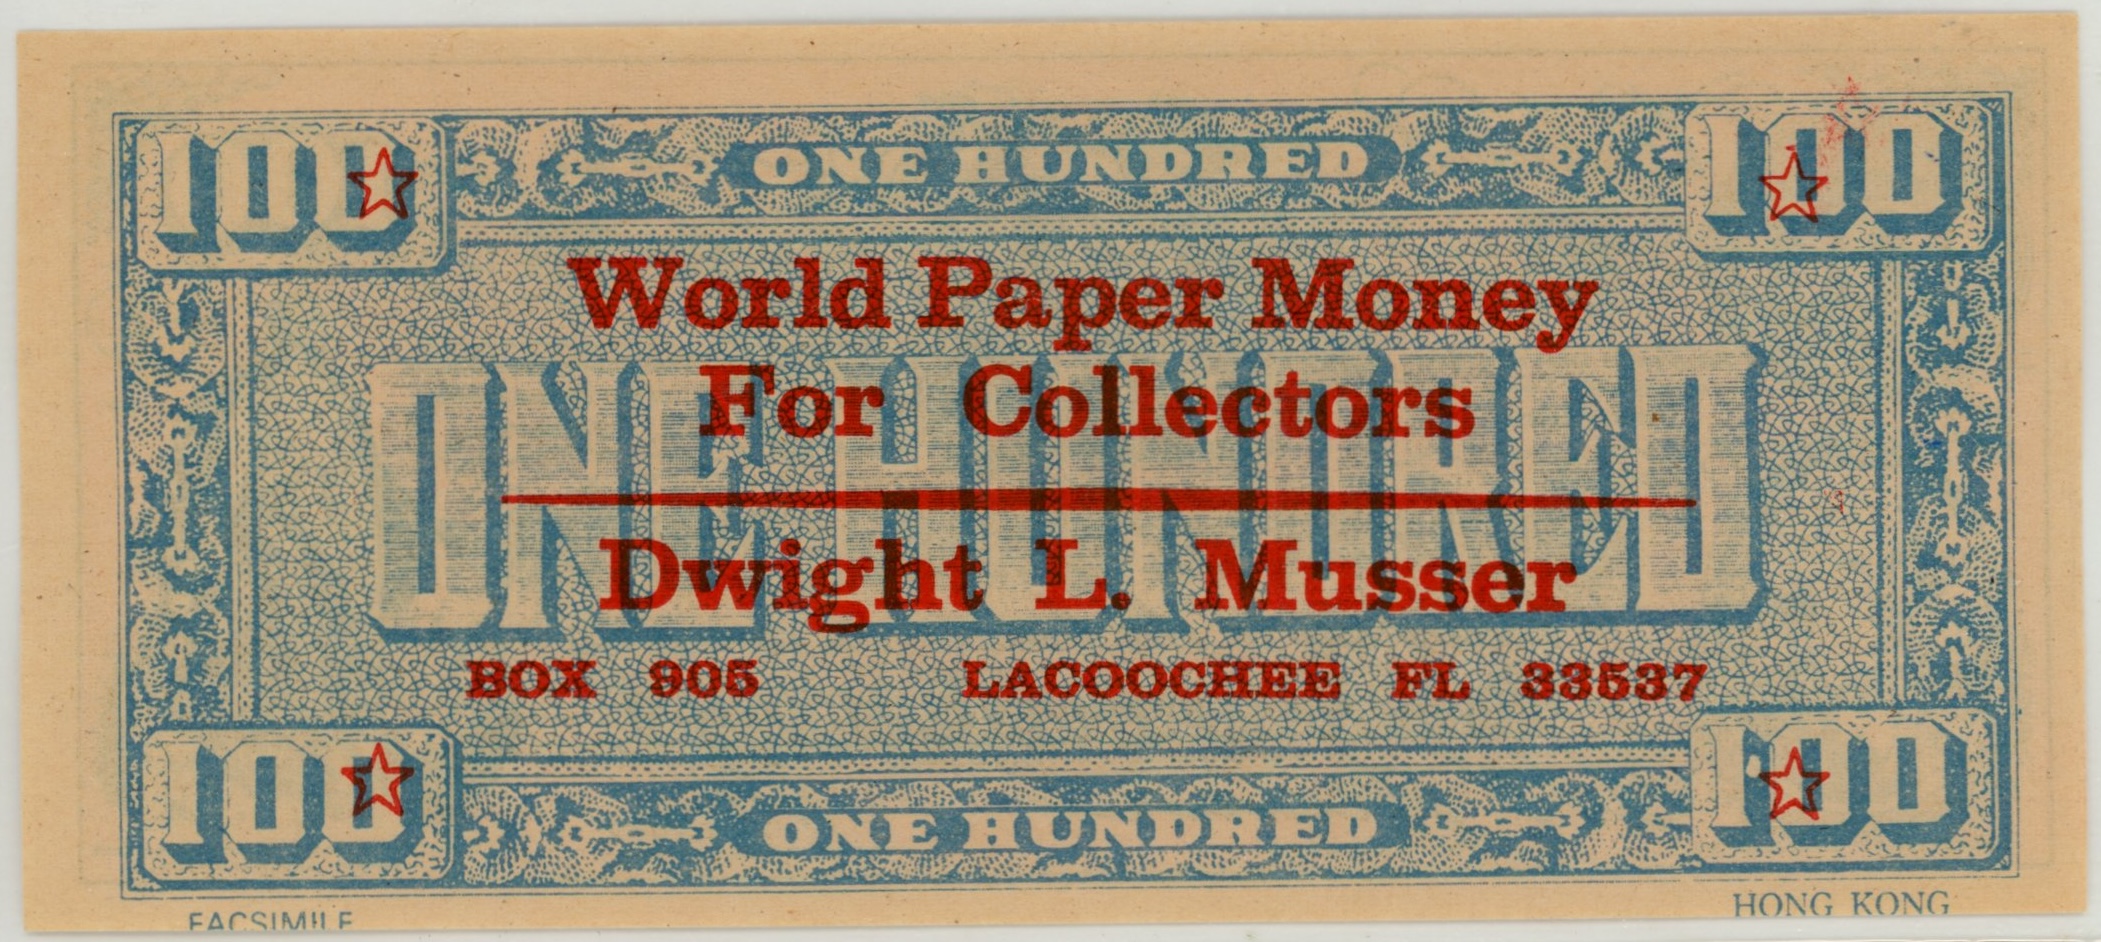 100 ONE HUNDRED 100
World Paper Money
For Collectors
ONE HUNDRED
Dwight L. Musser
BOX 905 LACOOCHEE FL 33537
100 ONE HUNDRED 100
FACSIMILE HONG KONG